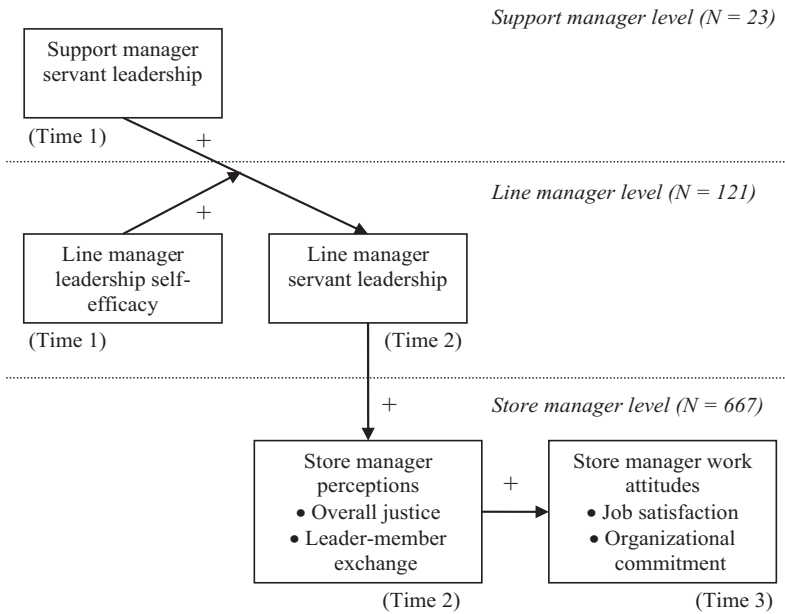 Support manager level (N = 23)
Support manager
servant leadership
(Time 1)
+
Line manager level (N = 121)
+
Line manager
leadership self-
efficacy
(Time 1)
Line manager
servant leadership
(Time 2)
Store manager level (N = 667)
+
Store manager
perceptions
• Overall justice
• Leader-member
exchange
(Time 2)
+
Store manager work
attitudes
• Job satisfaction
• Organizational
commitment
(Time 3)